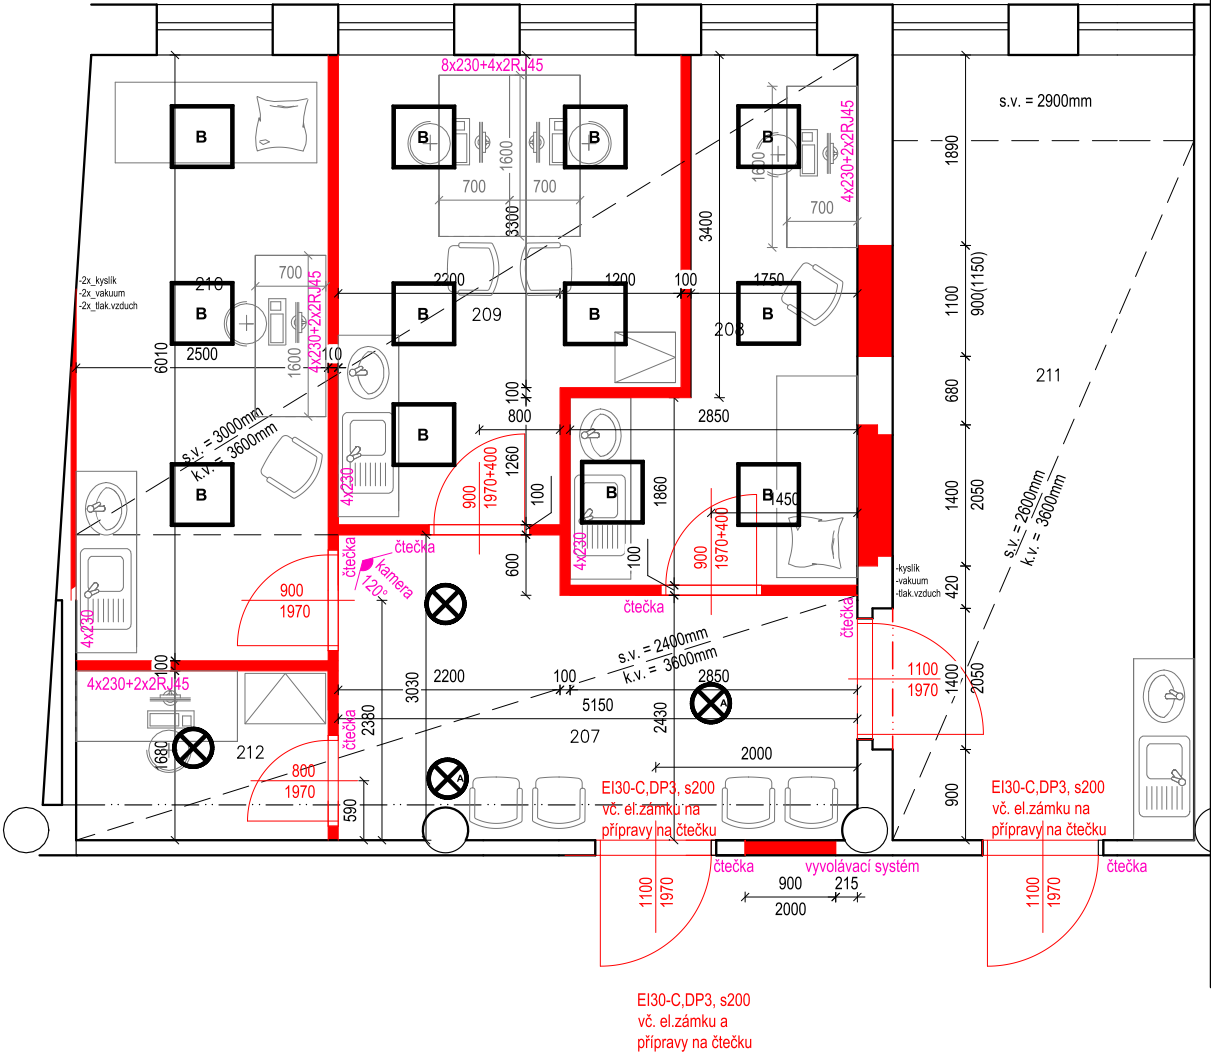 8x230+4x2RJ45
s.v. = 2900mm
B
B
B
B
4x230+2x2RJ45
1600
1600
700
700
700
1890
3300
3400
-2x_kyslík
-2x_vakuum
-2x_tlak.vzduch
210
700
4x230+2x2RJ45
1600
2200
1200
100
1750
1100
900(1150)
B
B
B
B
209
208
6010
2500
100
211
680
100
800
2850
s.v. = 3000mm
k.v. = 3600mm
B
1260
900
1970+400
4x230
B
B
B
100
1860
1450
1400
2050
s.v. = 2600mm
k.v. = 3600mm
čtečka
čtečka
kamera
120°
600
4x230
100
900
1970+400
-kyslík
-vakuum
-tlak.vzduch
420
900
1970
4x230
čtečka
čtečka
s.v. = 2400mm
k.v. = 3600mm
100
4x230+2x2RJ45
3030
2200
100
2850
1100
1970
1400
2050
5150
A
2380
2430
čtečka
207
1680
212
800
1970
590
A
2000
EI30-C,DP3, s200
vč. el.zámku na
přípravy na čtečku
900
EI30-C,DP3, s200
vč. el.zámku na
přípravy na čtečku
čtečka
vyvolávací systém
čtečka
1100
1970
900
215
2000
1100
1970
EI30-C,DP3, s200
vč. el.zámku a
přípravy na čtečku